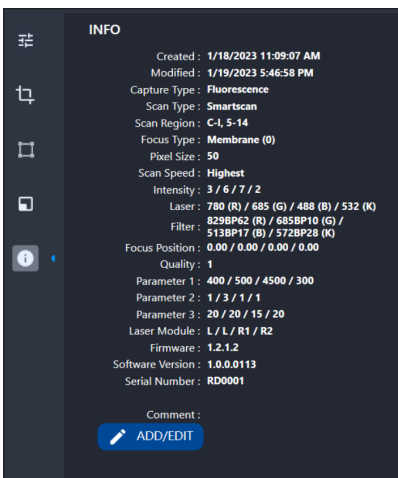 INFO
Created : 1/18/2023 11:09:07 AM
Modified : 1/19/2023 5:46:58 PM
Capture Type : Fluorescence
Scan Type : Smartscan
Scan Region : C-I, 5-14
Focus Type : Membrane (0)
Pixel Size : 50
Scan Speed : Highest
Intensity : 3 / 6 / 7 / 2
Laser : 780 (R) / 685 (G) / 488 (B) / 532 (K)
Filter : 829BP62 (R) / 685BP10 (G) /
513BP17 (B) / 572BP28 (K)
Focus Position : 0.00 / 0.00 / 0.00 / 0.00
Quality : 1
Parameter 1 : 400 / 500 / 4500 / 300
Parameter 2 : 1 / 3 / 1 / 1
Parameter 3 : 20 / 20 / 15 / 20
Laser Module : L / L / R1 / R2
Firmware : 1.2.1.2
Software Version : 1.0.0.0113
Serial Number : RD0001
Comment :
ADD/EDIT